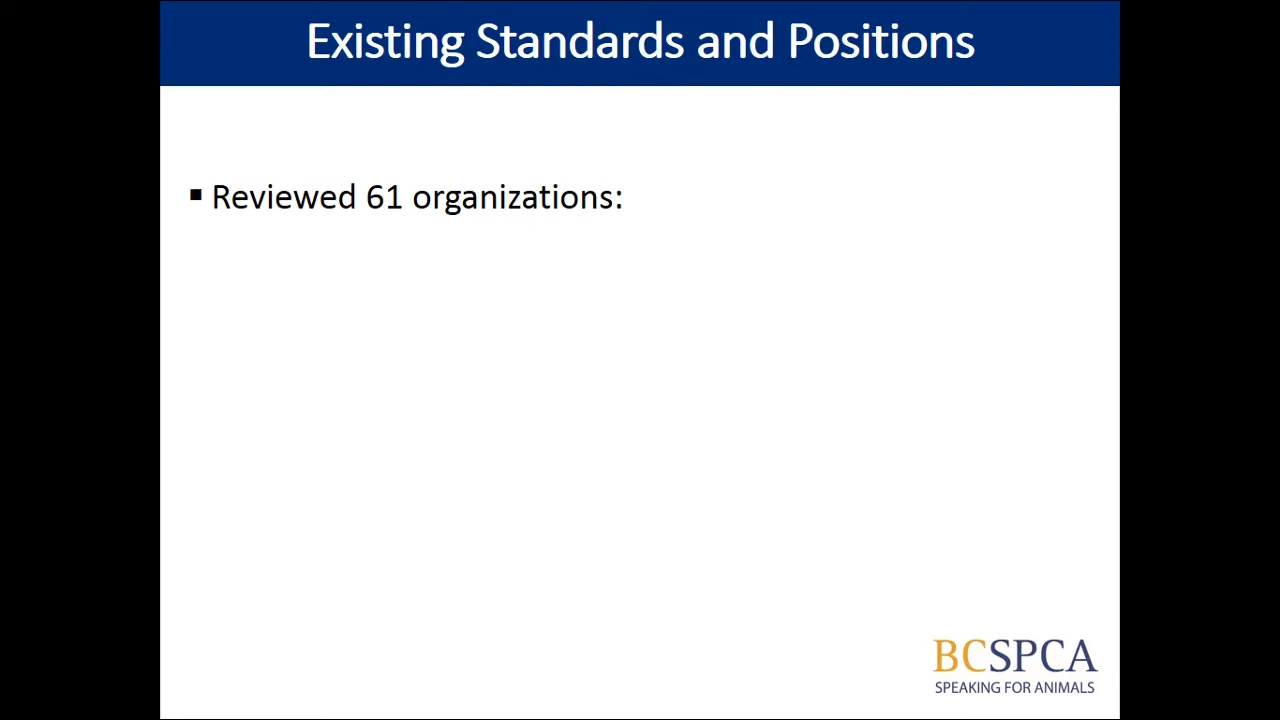 Existing Standards and Positions
▪ Reviewed 61 organizations:
BCSPCA
SPEAKING FOR ANIMALS